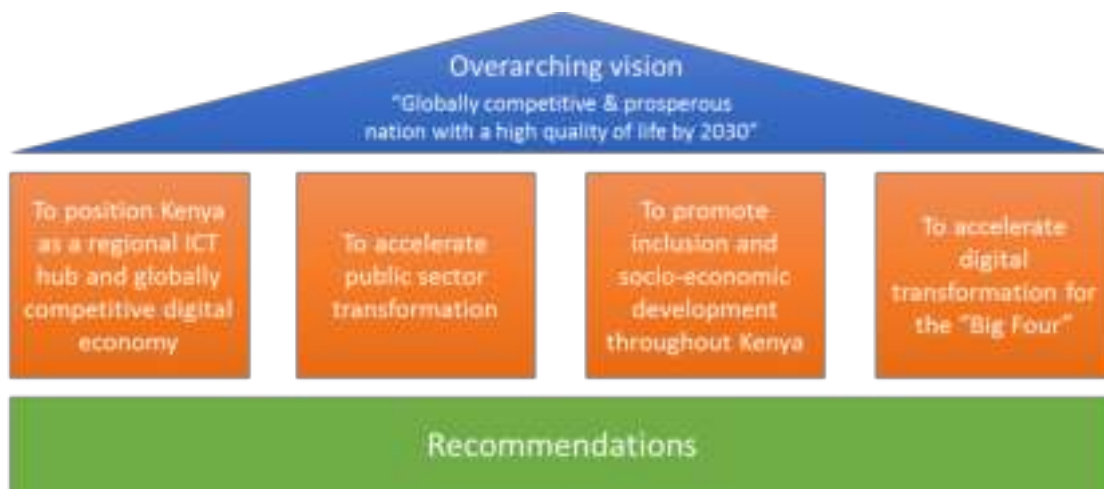 Overarching vision
"Globally competitive & prosperous
nation with a high quality of life by 2030"
To position Kenya
as a regional ICT
hub and globally
competitive digital
economy
To accelerate
public sector
transformation
To promote
inclusion and
socio-economic
development
throughout Kenya
To accelerate
digital
transformation for
the "Big Four"
Recommendations